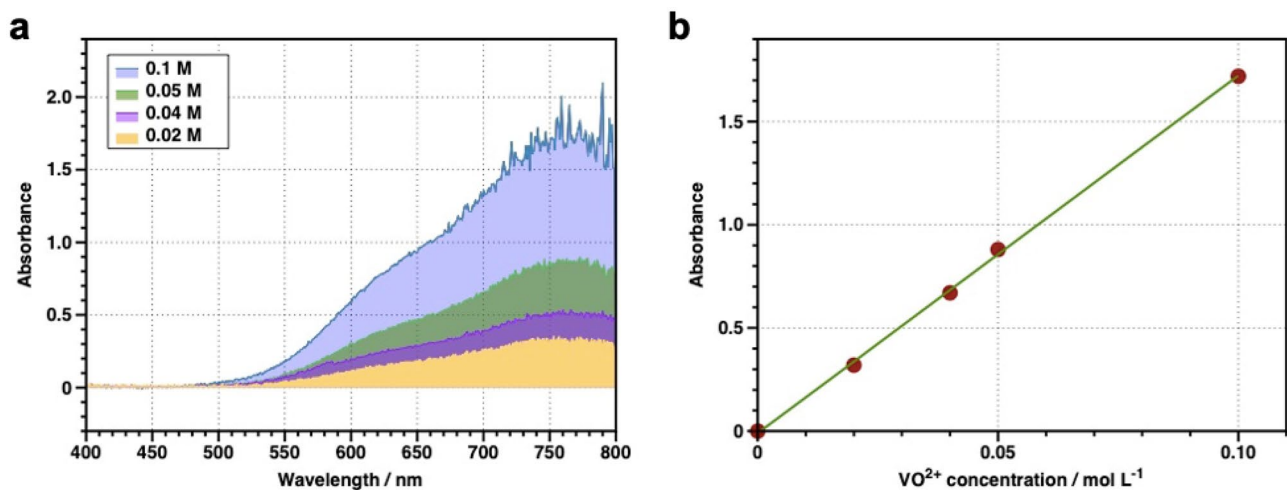 a
0.1 M
0.05 M
0.04 M
0.02 M
2.0
1.5
1.0
0.5
0
400 450 500 550 600 650 700 750 800
Wavelength / nm
Absorbance
b
1.5
1.0
0.5
0
0 0.05 0.10
VO²⁺ concentration / mol L⁻¹
Absorbance